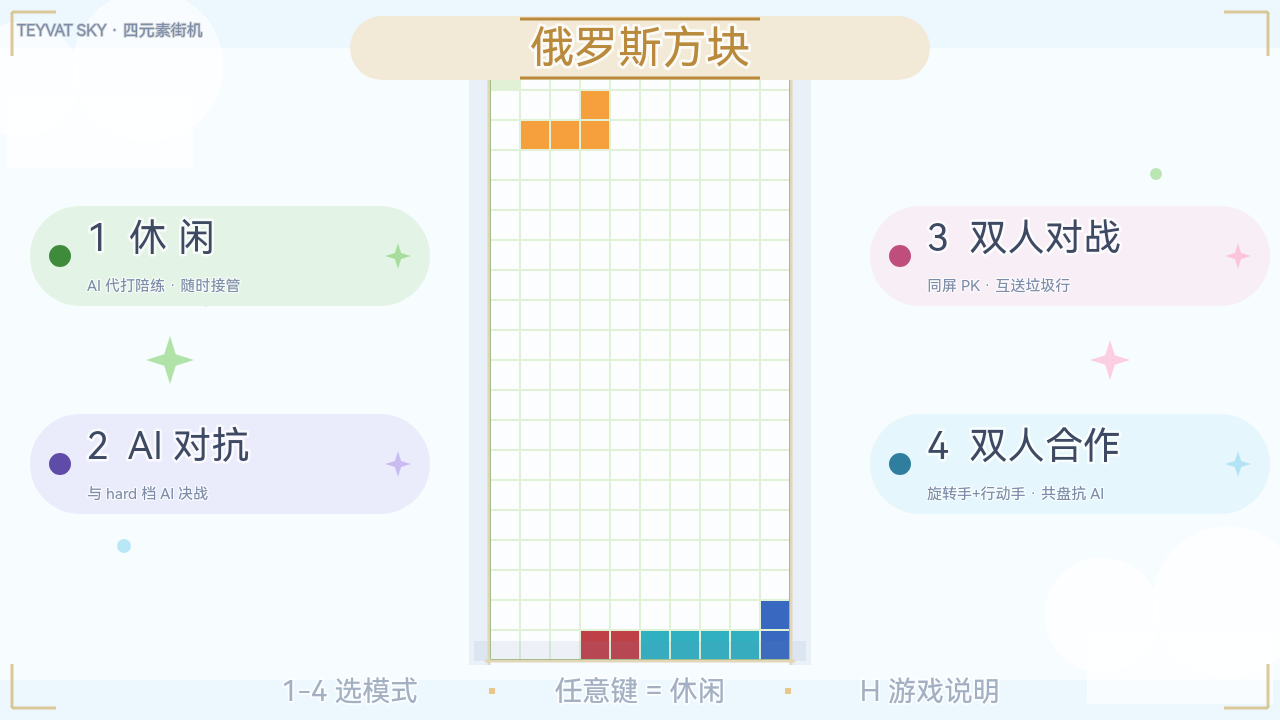 TEYVAT SKY · 四元素街机
俄罗斯方块
1 休 闲
AI 代打陪练 · 随时接管
2 AI 对抗
与 hard 档 AI 决战
3 双人对战
同屏 PK · 互送垃圾行
4 双人合作
旋转手+行动手 · 共盘抗 AI
1-4 选模式 · 任意键 = 休闲 · H 游戏说明